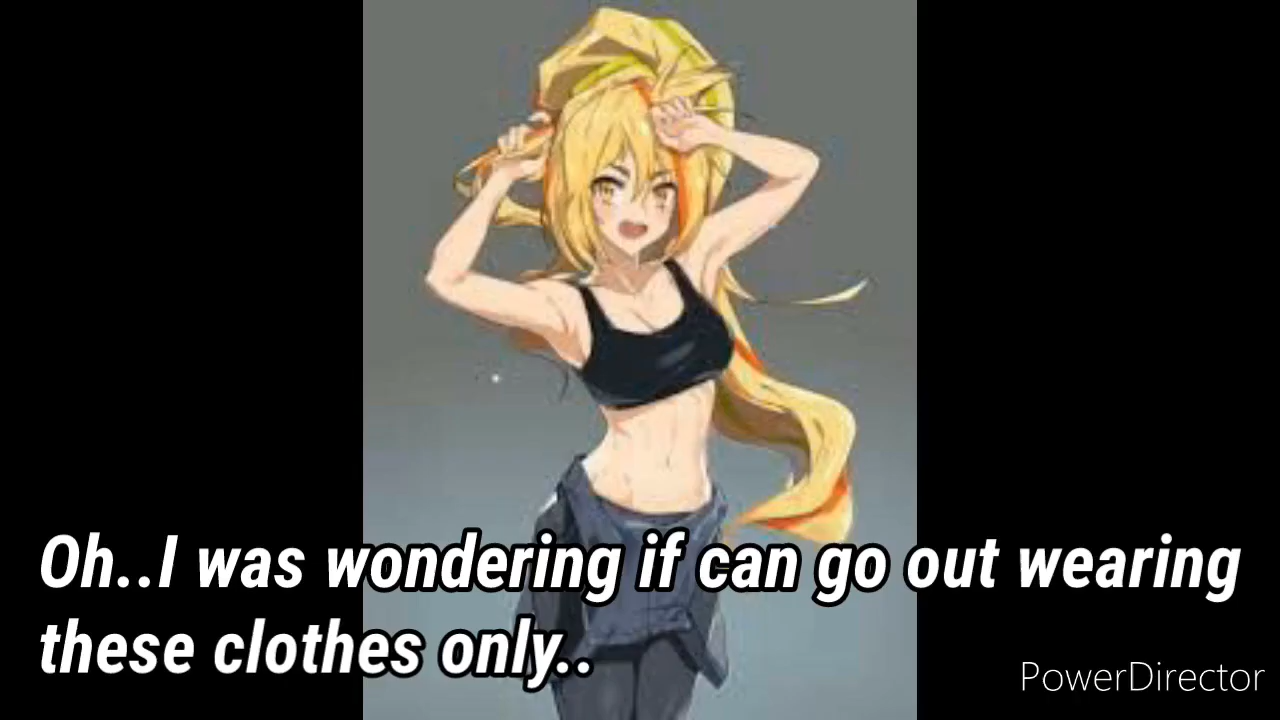 Oh..I was wondering if can go out wearing
these clothes only..
PowerDirector